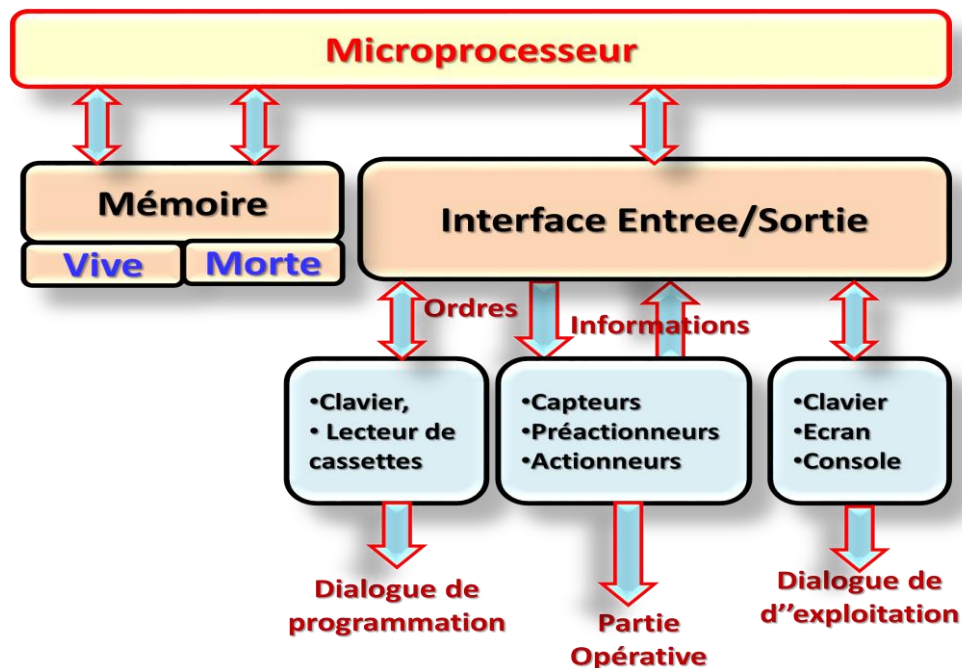 Microprocesseur
Mémoire
Vive
Morte
Interface Entree/Sortie
Ordres
Informations
•Clavier,
• Lecteur de
cassettes
•Capteurs
•Préactionneurs
•Actionneurs
•Clavier
•Ecran
•Console
Dialogue de
programmation
Partie
Opérative
Dialogue de
d’’exploitation